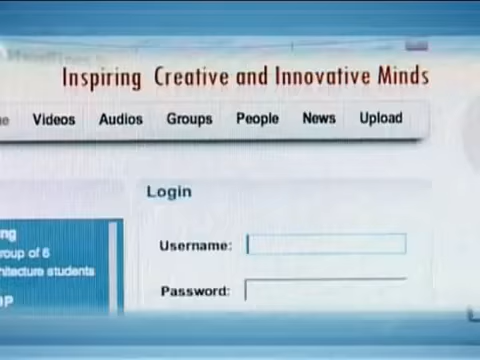 Inspiring Creative and Innovative Minds
Videos Audios Groups People News Upload
Login
Username:
Password:
roup of 6
hitecture students